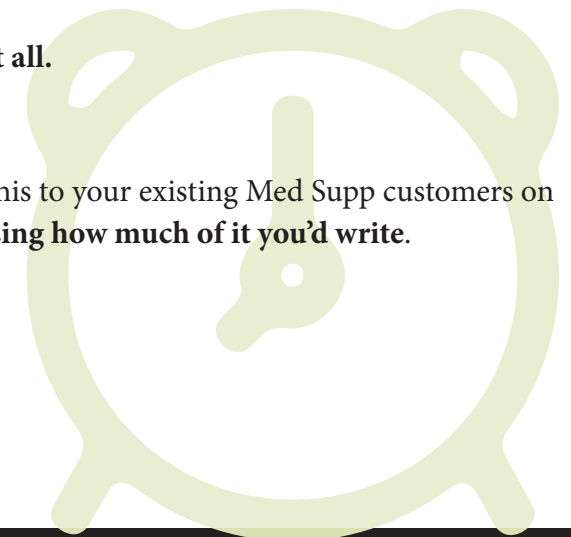 t all.
his to your existing Med Supp customers on
ing how much of it you'd write.